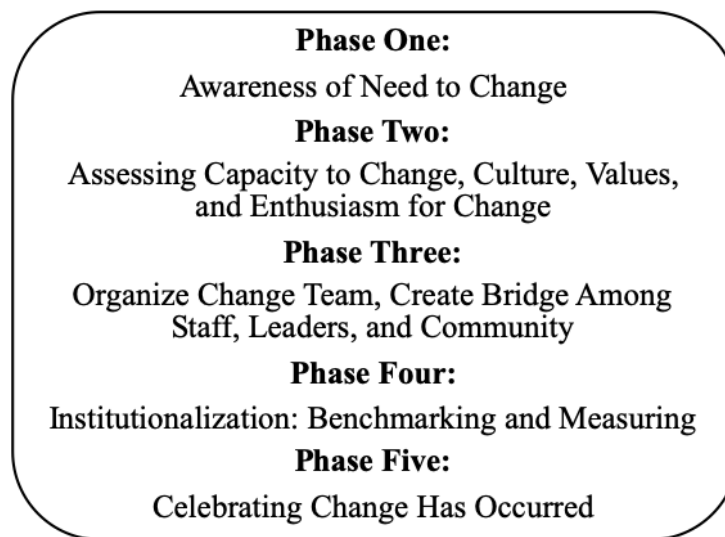 Phase One:
Awareness of Need to Change
Phase Two:
Assessing Capacity to Change, Culture, Values,
and Enthusiasm for Change
Phase Three:
Organize Change Team, Create Bridge Among
Staff, Leaders, and Community
Phase Four:
Institutionalization: Benchmarking and Measuring
Phase Five:
Celebrating Change Has Occurred